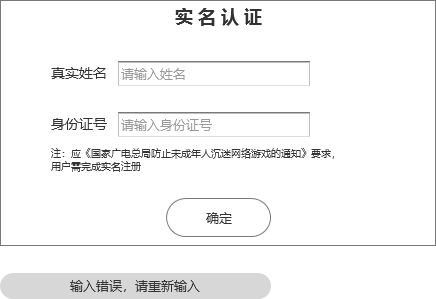 实名认证
真实姓名 请输入姓名
身份证号 请输入身份证号
注：应《国家广电总局防止未成年人沉迷网络游戏的通知》要求，
用户需完成实名注册
确定
输入错误，请重新输入